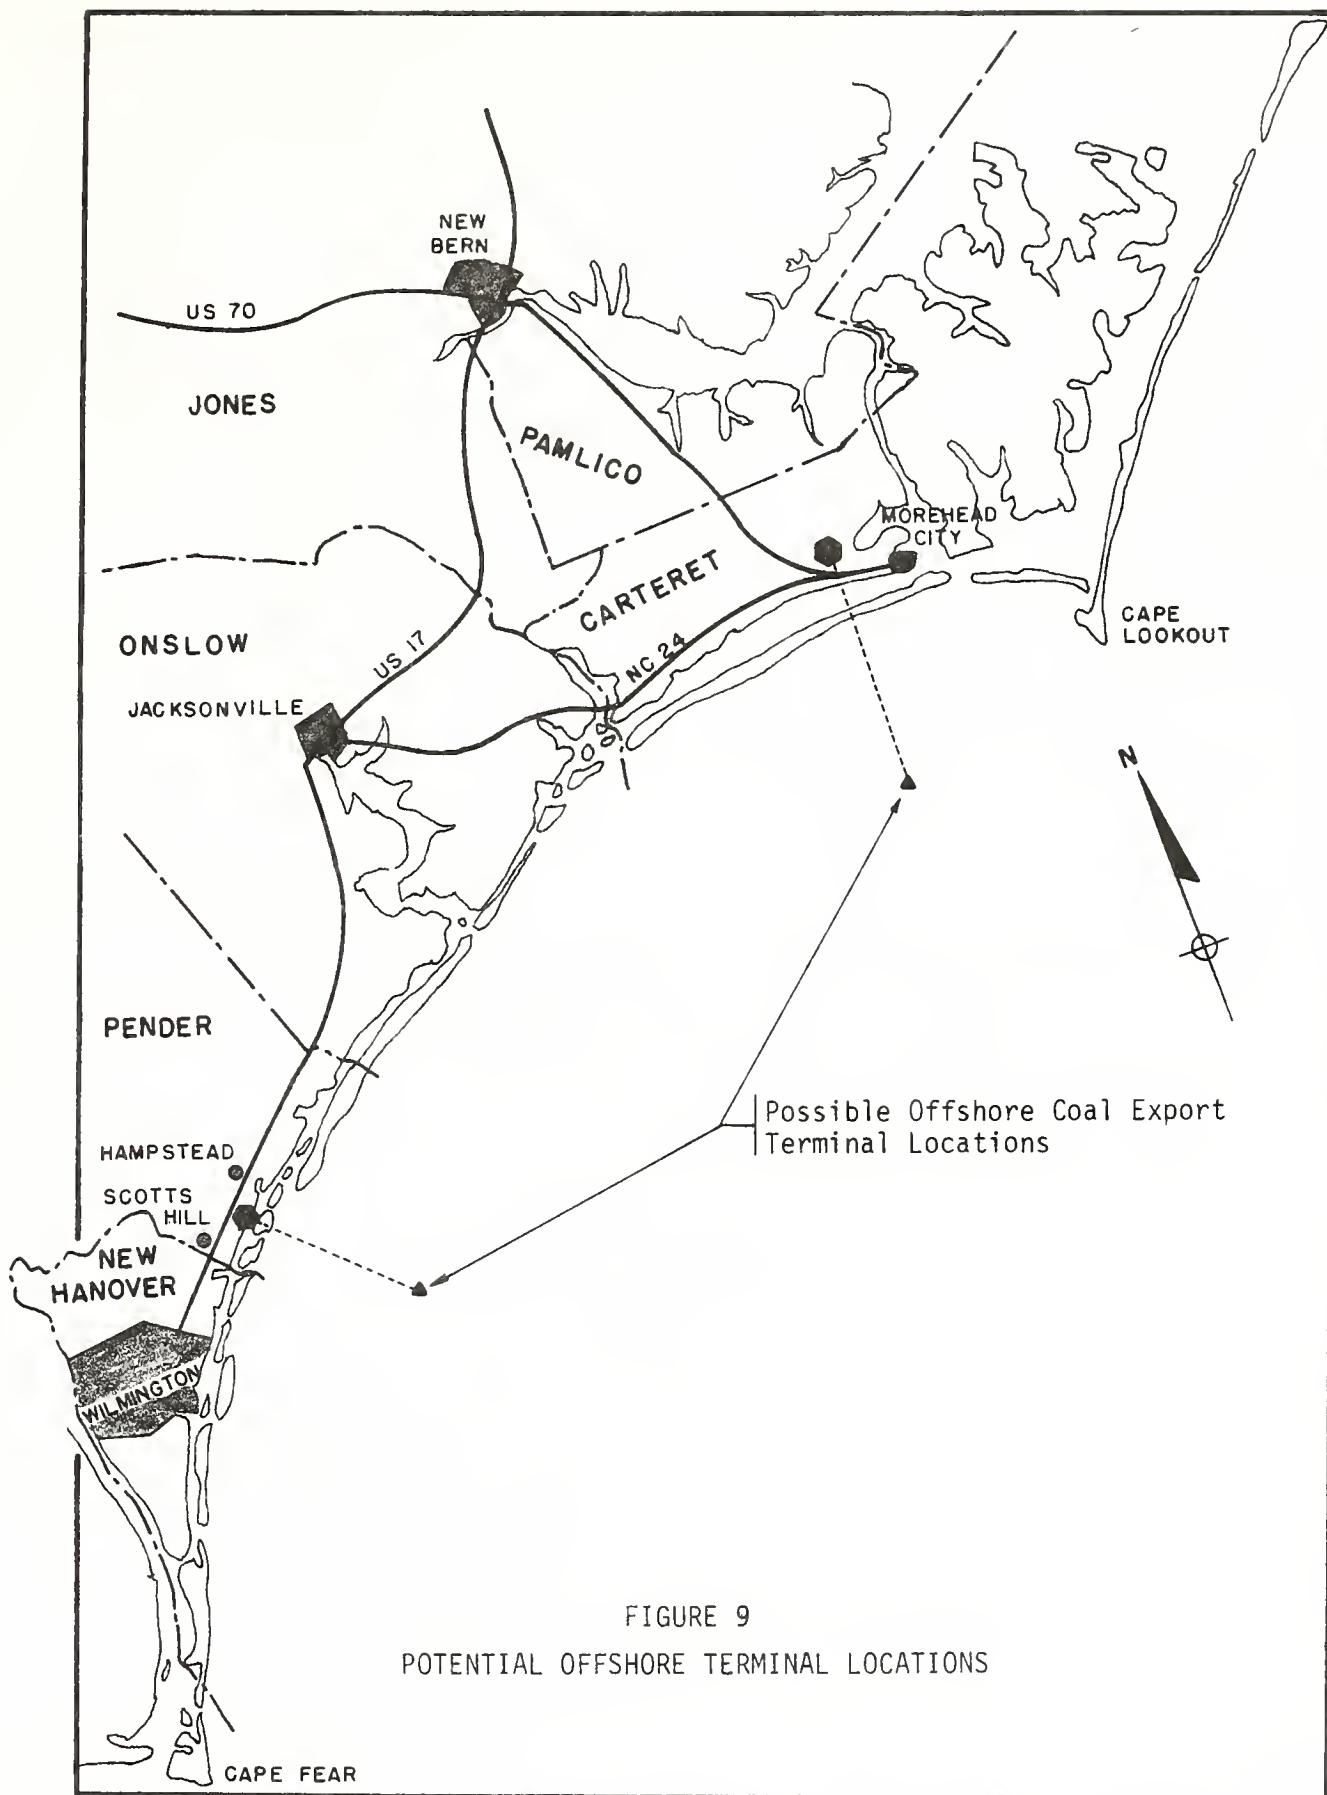 NEW
BERN
US 70
JONES
PAMLICO
MOREHEAD
CITY
CARTERET
CAPE
LOOKOUT
ONSLOW
US 17
NC 24
JACKSONVILLE
N
PENDER
Possible Offshore Coal Export
Terminal Locations
HAMPSTEAD
SCOTTS
HILL
NEW
HANOVER
WILMINGTON
FIGURE 9
POTENTIAL OFFSHORE TERMINAL LOCATIONS
CAPE FEAR